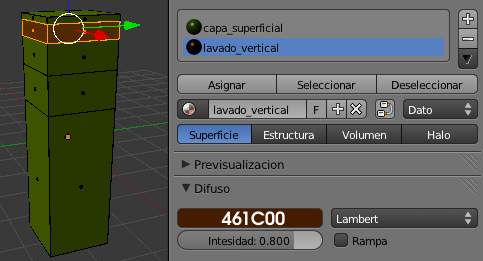 capa_superficial
lavado_vertical
Asignar Seleccionar Deseleccionar
lavado_vertical F Dato
Superficie Estructura Volumen Halo
Previsualizacion
Difuso
461C00 Lambert
Intesidad: 0.800 Rampa